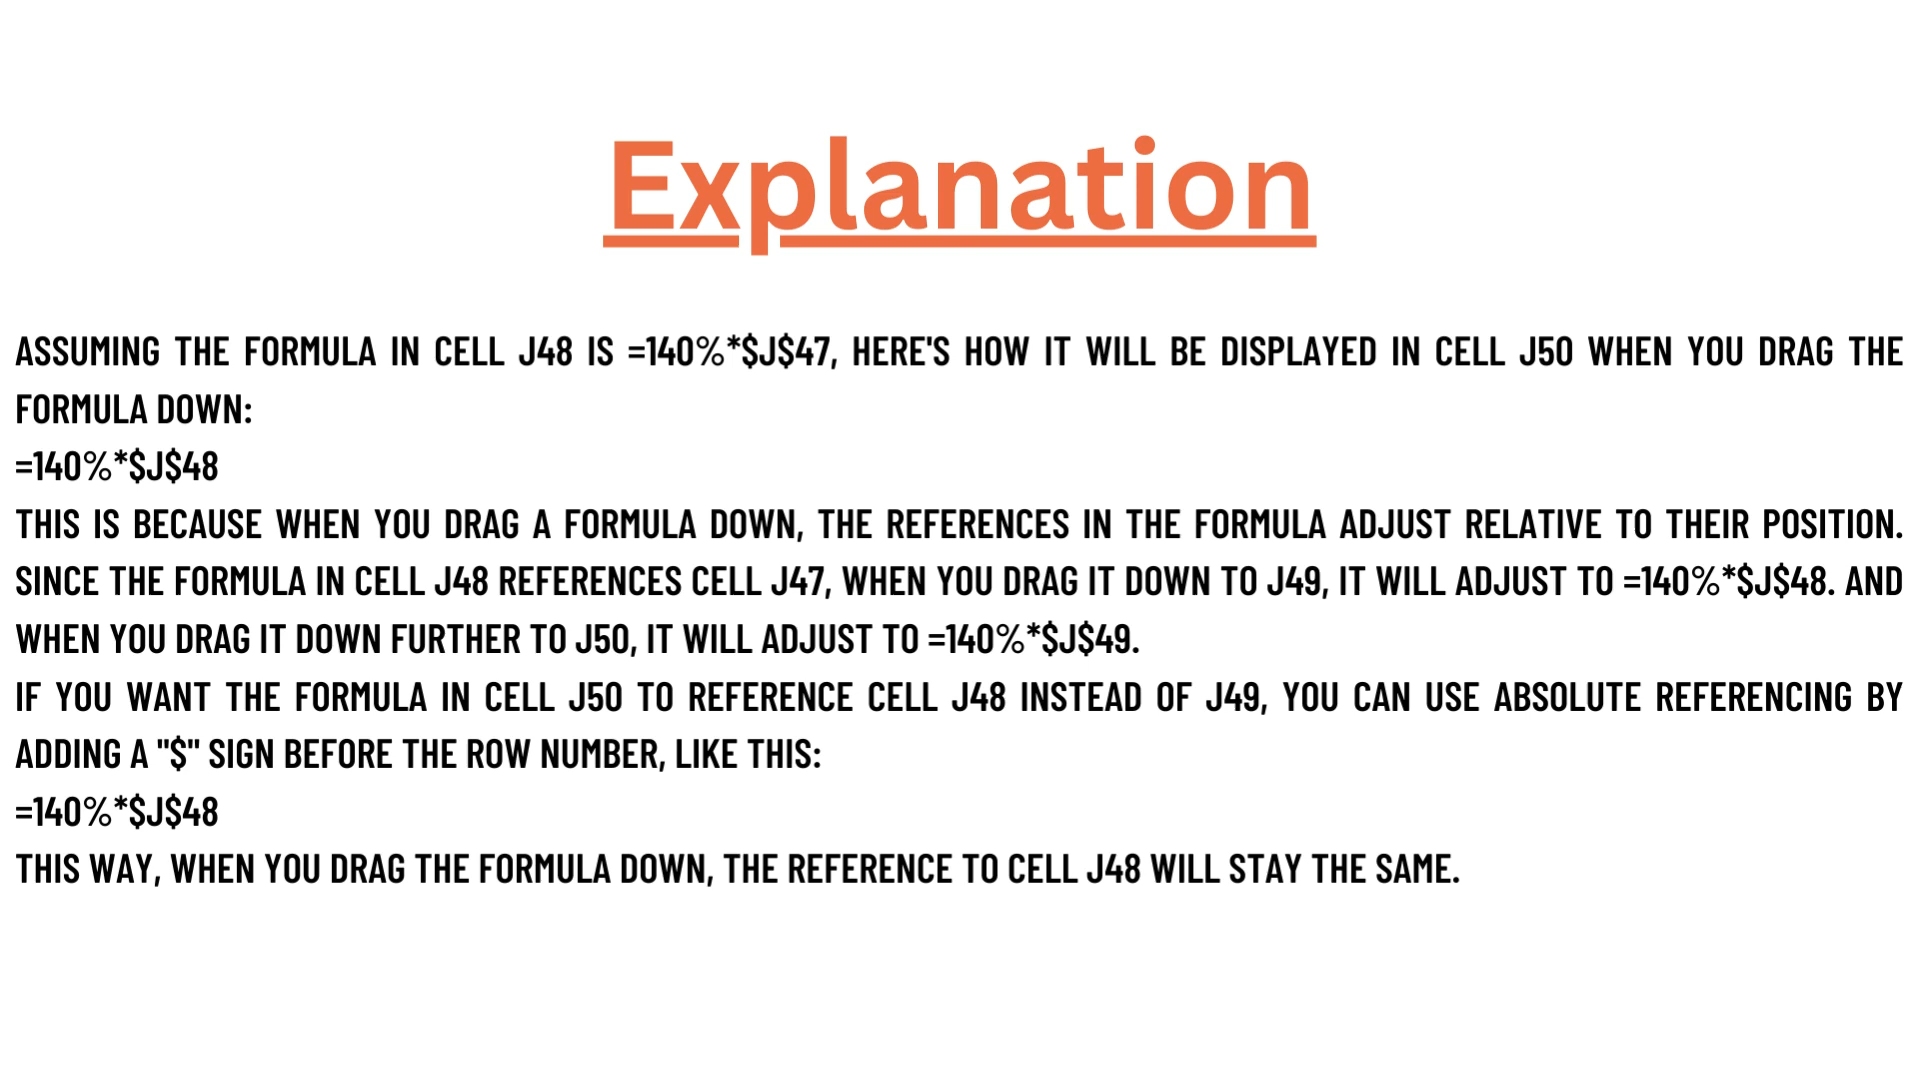 Explanation
ASSUMING THE FORMULA IN CELL J48 IS =140%*$J$47, HERE'S HOW IT WILL BE DISPLAYED IN CELL J50 WHEN YOU DRAG THE
FORMULA DOWN:
=140%*$J$48
THIS IS BECAUSE WHEN YOU DRAG A FORMULA DOWN, THE REFERENCES IN THE FORMULA ADJUST RELATIVE TO THEIR POSITION.
SINCE THE FORMULA IN CELL J48 REFERENCES CELL J47, WHEN YOU DRAG IT DOWN TO J49, IT WILL ADJUST TO =140%*$J$48. AND
WHEN YOU DRAG IT DOWN FURTHER TO J50, IT WILL ADJUST TO =140%*$J$49.
IF YOU WANT THE FORMULA IN CELL J50 TO REFERENCE CELL J48 INSTEAD OF J49, YOU CAN USE ABSOLUTE REFERENCING BY
ADDING A "$" SIGN BEFORE THE ROW NUMBER, LIKE THIS:
=140%*$J$48
THIS WAY, WHEN YOU DRAG THE FORMULA DOWN, THE REFERENCE TO CELL J48 WILL STAY THE SAME.